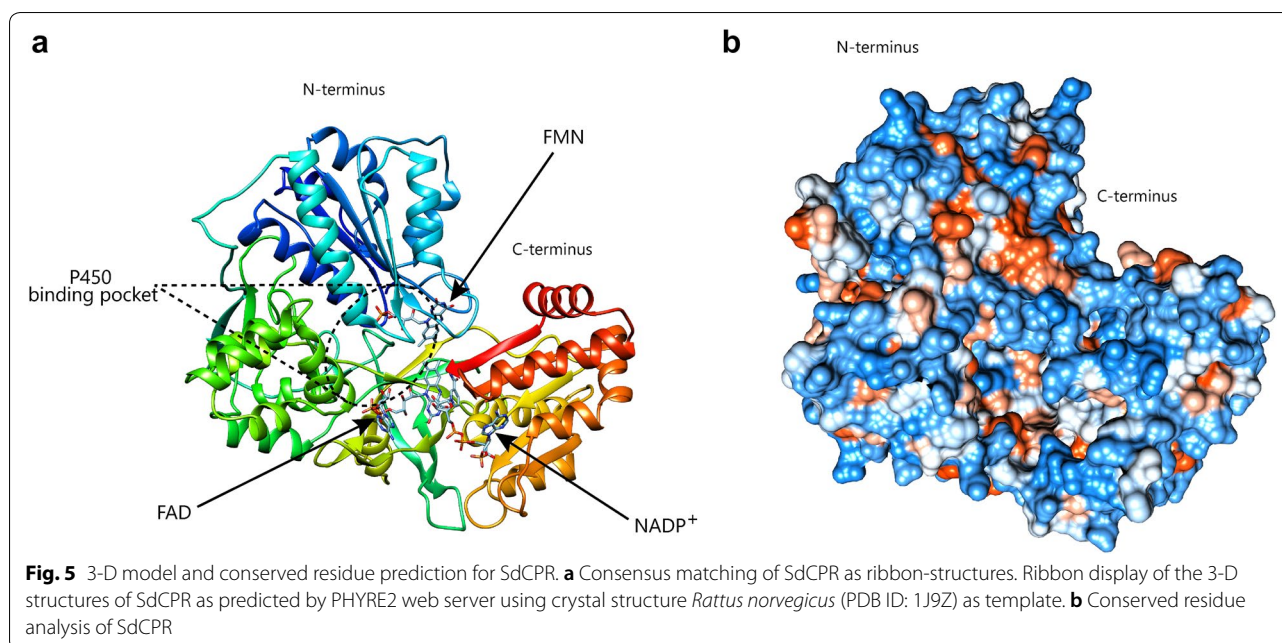 a
b
N-terminus
N-terminus
FMN
C-terminus
C-terminus
P450
binding pocket
FAD
NADP+
Fig. 5 3-D model and conserved residue prediction for SdCPR. a Consensus matching of SdCPR as ribbon-structures. Ribbon display of the 3-D
structures of SdCPR as predicted by PHYRE2 web server using crystal structure Rattus norvegicus (PDB ID: 1J9Z) as template. b Conserved residue
analysis of SdCPR